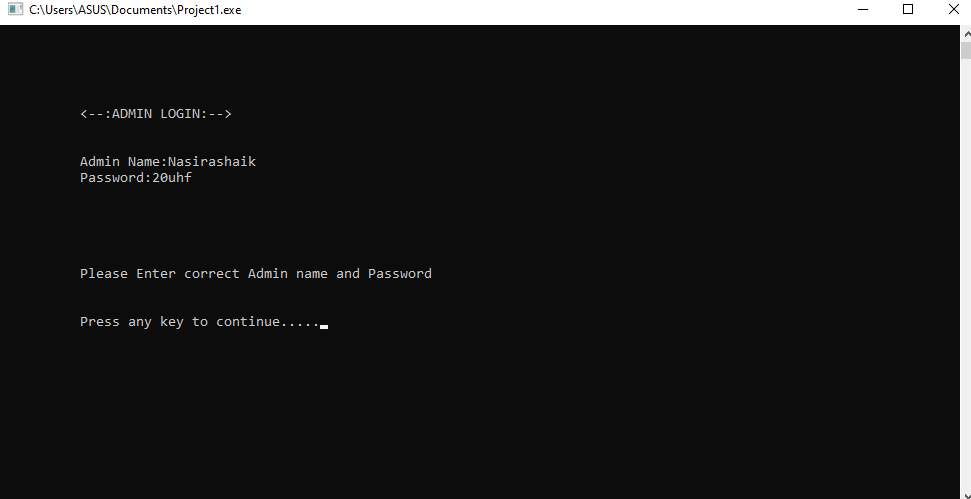 C:\Users\ASUS\Documents\Project1.exe
<--:ADMIN LOGIN:-->
Admin Name:Nasirashaik
Password:20uhf
Please Enter correct Admin name and Password
Press any key to continue.....